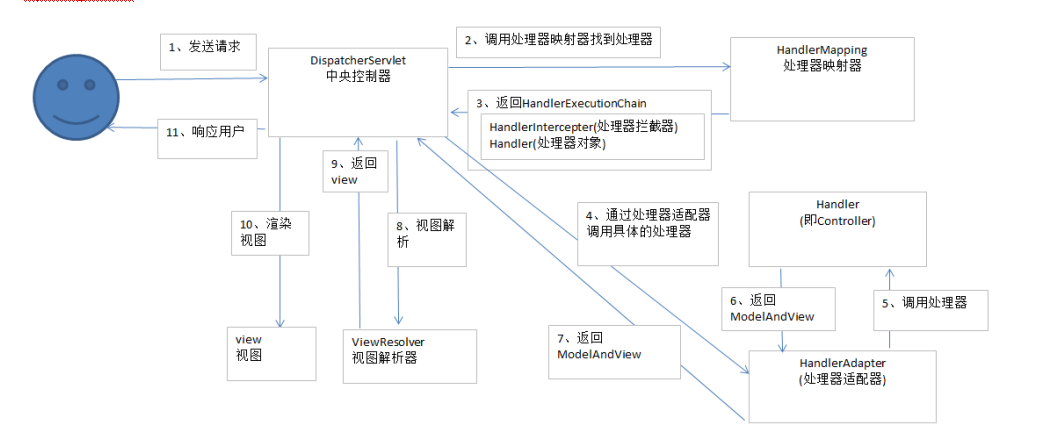 1、发送请求
DispatcherServlet
中央控制器
2、调用处理器映射器找到处理器
HandlerMapping
处理器映射器
3、返回HandlerExecutionChain
HandlerIntercepter(处理器拦截器)
Handler(处理器对象)
11、响应用户
9、返回
view
10、渲染
视图
8、视图解
析
4、通过处理器适配器
调用具体的处理器
Handler
(即Controller)
6、返回
ModelAndView
5、调用处理器
7、返回
ModelAndView
view
视图
ViewResolver
视图解析器
HandlerAdapter
(处理器适配器)